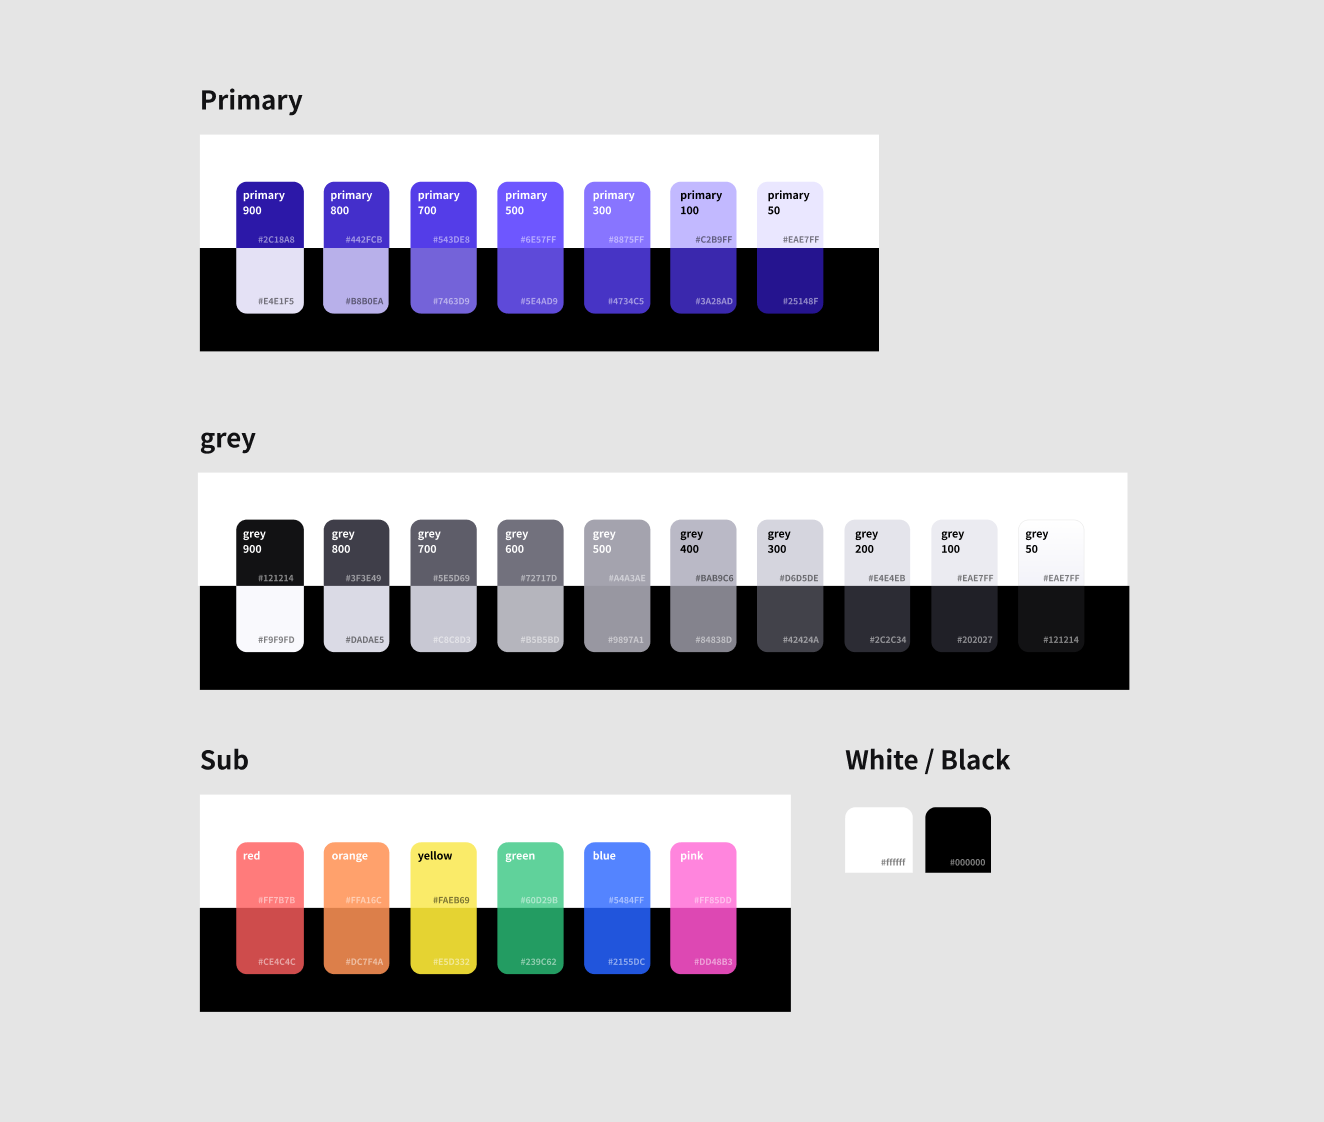 Primary
primary primary primary primary primary primary primary
900 800 700 500 300 100 50
#2C18A8 #442FCB #543DE8 #6E57FF #8875FF #C2B9FF #EAE7FF
#E4E1F5 #B8B0EA #7463D9 #5E4AD9 #4734C5 #3A28AD #25148F
grey
grey grey grey grey grey grey grey grey grey grey
900 800 700 600 500 400 300 200 100 50
#121214 #3F3E49 #5E5D69 #72717D #A4A3AE #BAB9C6 #D6D5DE #E4E4EB #EAE7FF #EAE7FF
#F9F9FD #DADAE5 #C8C8D3 #B5B5BD #9897A1 #84838D #42424A #2C2C34 #202027 #121214
Sub
red orange yellow green blue pink
#FF7B7B #FFA16C #FAEB69 #60D29B #5484FF #FF85DD
#CE4C4C #DC7F4A #E5D332 #239C62 #2155DC #DD48B3
White / Black
#ffffff #000000